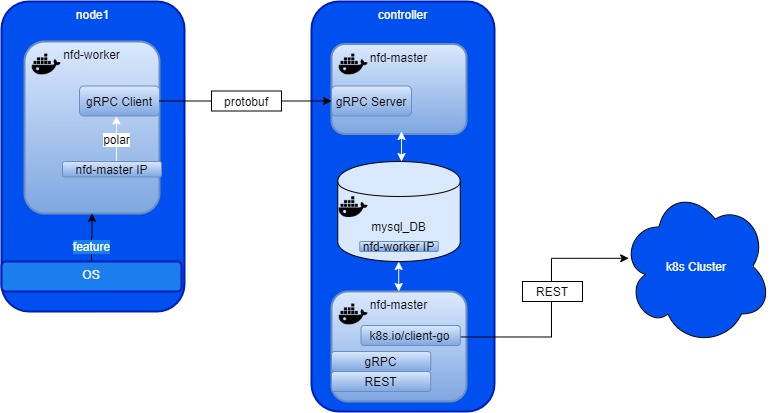 node1
nfd-worker
gRPC Client
polar
nfd-master IP
feature
OS
protobuf
controller
nfd-master
gRPC Server
mysql_DB
nfd-worker IP
nfd-master
k8s.io/client-go
gRPC
REST
REST
k8s Cluster